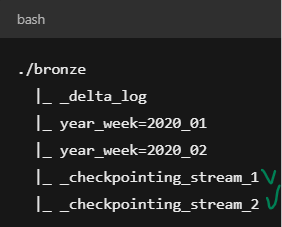 bash
./bronze
|_ _delta_log
|_ year_week=2020_01
|_ year_week=2020_02
|_ _checkpointing_stream_1
|_ _checkpointing_stream_2